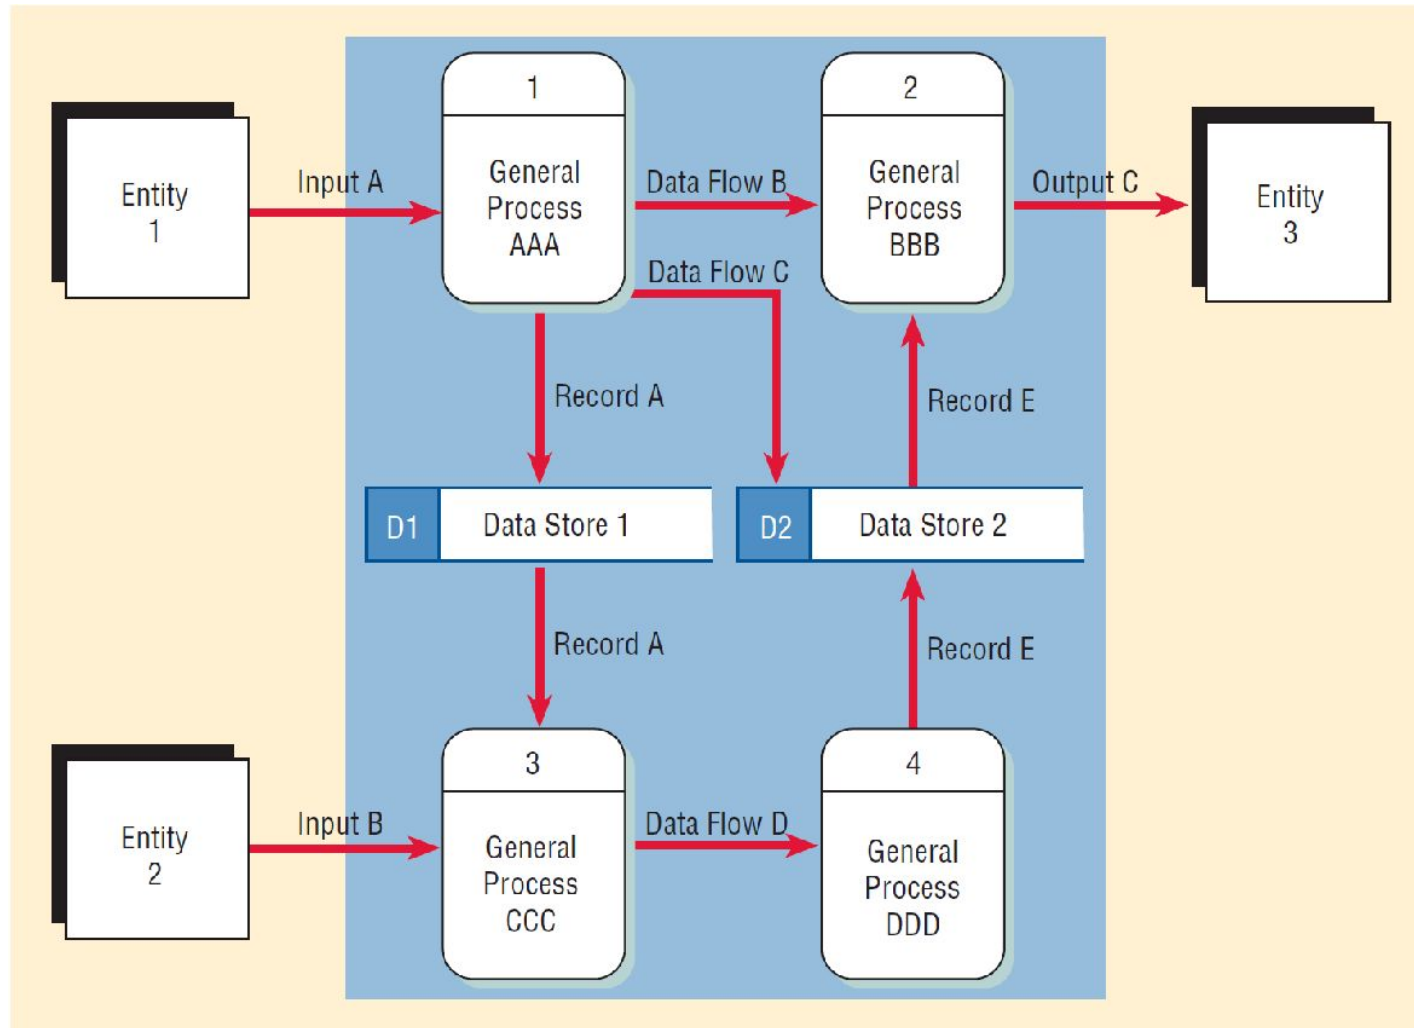 1
2
Entity
1
Input A
General
Process
AAA
Data Flow B
General
Process
BBB
Output C
Entity
3
Data Flow C
Record A
Record E
D1
Data Store 1
D2
Data Store 2
Record A
Record E
3
4
Entity
2
Input B
General
Process
CCC
Data Flow D
General
Process
DDD